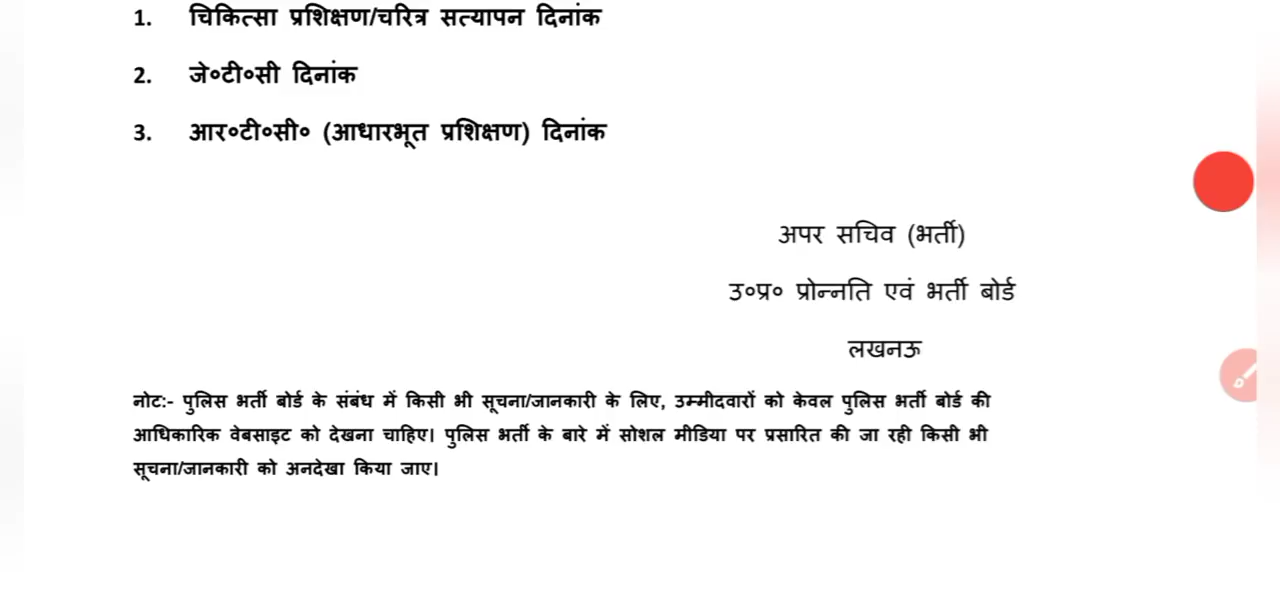 1. चिकित्सा प्रशिक्षण/चरित्र सत्यापन दिनांक
2. जे०टी०सी दिनांक
3. आर०टी०सी० (आधारभूत प्रशिक्षण) दिनांक
अपर सचिव (भर्ती)
उ०प्र० प्रोन्नति एवं भर्ती बोर्ड
लखनऊ
नोट:- पुलिस भर्ती बोर्ड के संबंध में किसी भी सूचना/जानकारी के लिए, उम्मीदवारों को केवल पुलिस भर्ती बोर्ड की
आधिकारिक वेबसाइट को देखना चाहिए। पुलिस भर्ती के बारे में सोशल मीडिया पर प्रसारित की जा रही किसी भी
सूचना/जानकारी को अनदेखा किया जाए।